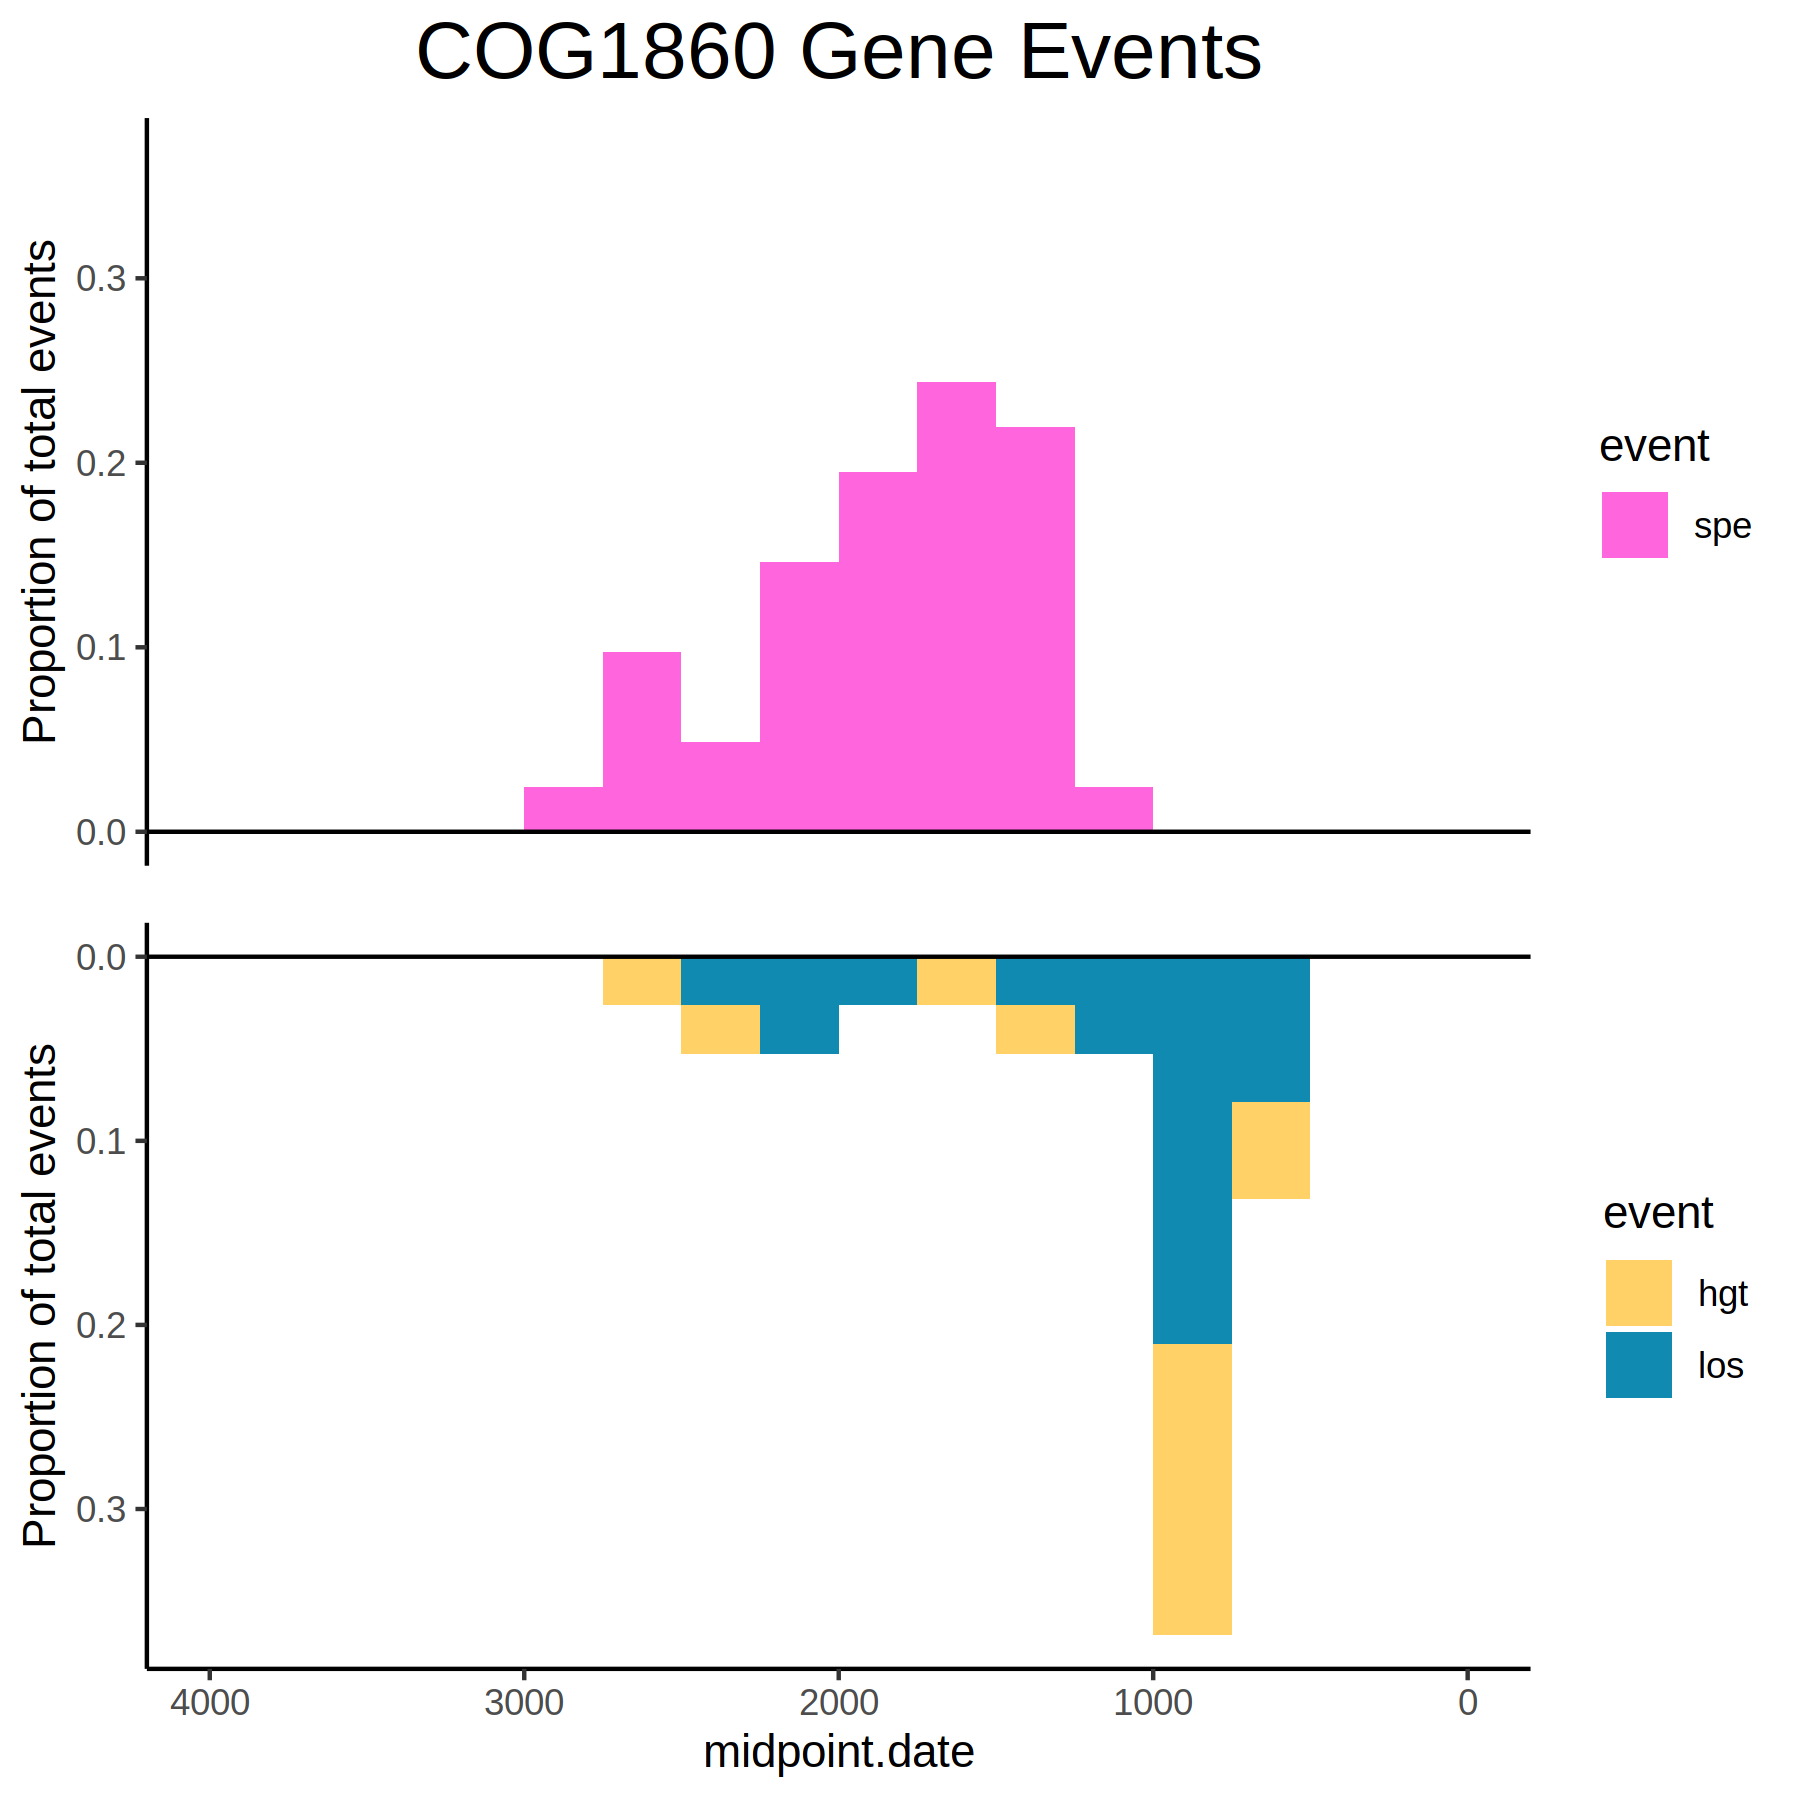 COG1860 Gene Events
Proportion of total events
0.3
0.2
0.1
0.0
event
spe
Proportion of total events
0.0
0.1
0.2
0.3
event
hgt
los
4000 3000 2000 1000 0
midpoint.date